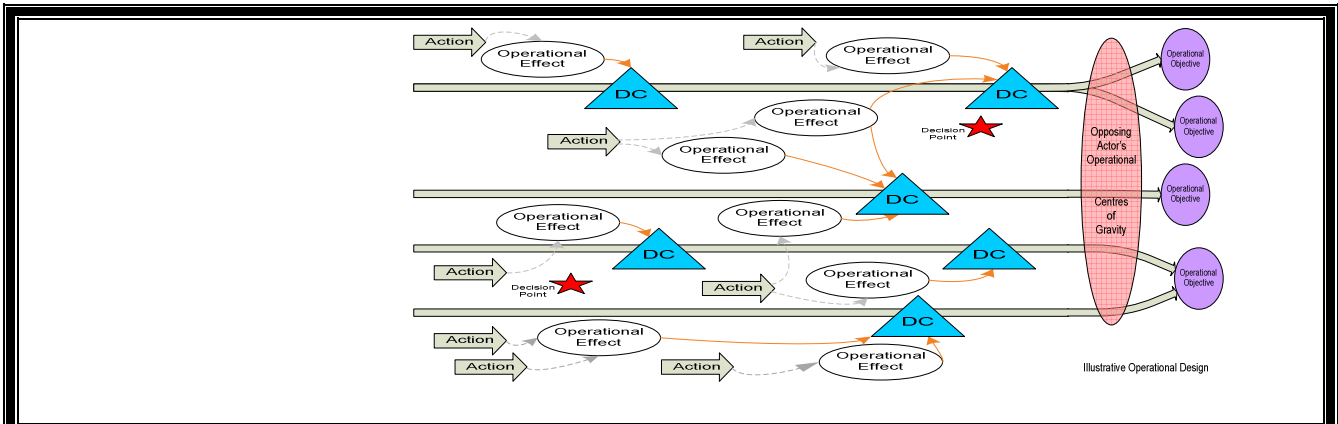 Action
Operational
Effect
DC
Action
Operational
Effect
DC
Operational
Objective
Operational
Objective
Action
Operational
Effect
Operational
Effect
Decision
Point
Opposing
Actor's
Operational
Centres
of
Gravity
DC
Operational
Objective
Operational
Effect
DC
Operational
Effect
DC
Action
Decision
Point
Action
Operational
Effect
Operational
Objective
DC
Action
Action
Operational
Effect
Action
Operational
Effect
Illustrative Operational Design